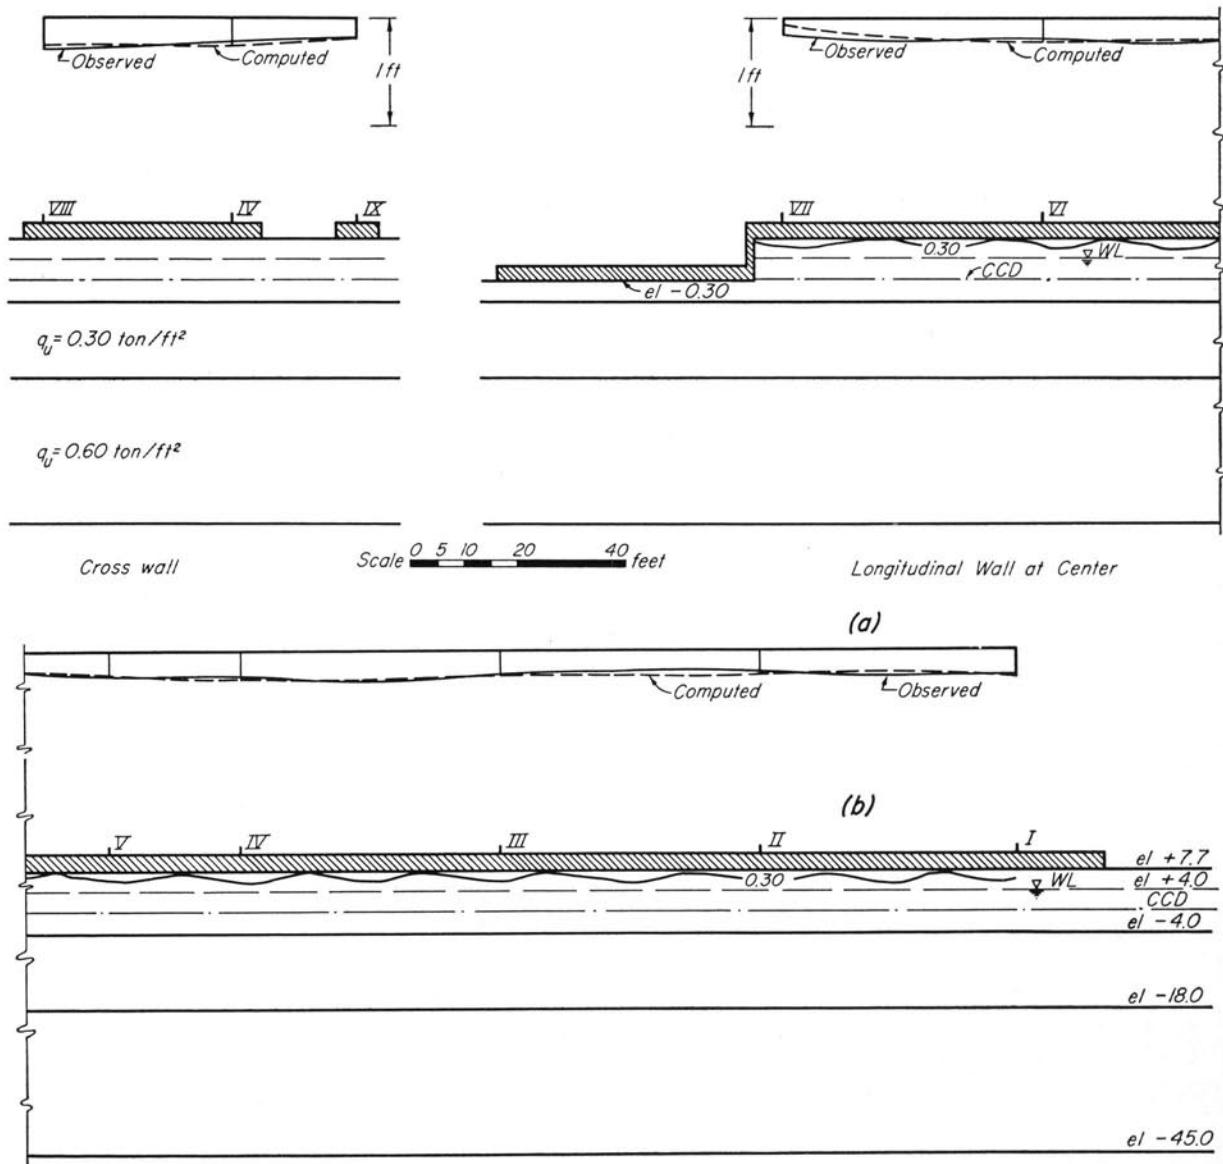 Observed
Computed
1 ft
1 ft
Observed
Computed
VIII
IV
IX
VII
VI
0.30
WL
CCD
el -0.30
q_u = 0.30 ton/ft²
q_u = 0.60 ton/ft²
Cross wall
Scale 0 5 10 20 40 feet
Longitudinal Wall at Center
(a)
Computed
Observed
(b)
V
IV
III
II
I
el +7.7
0.30
WL
el +4.0
CCD
el -4.0
el -18.0
el -45.0